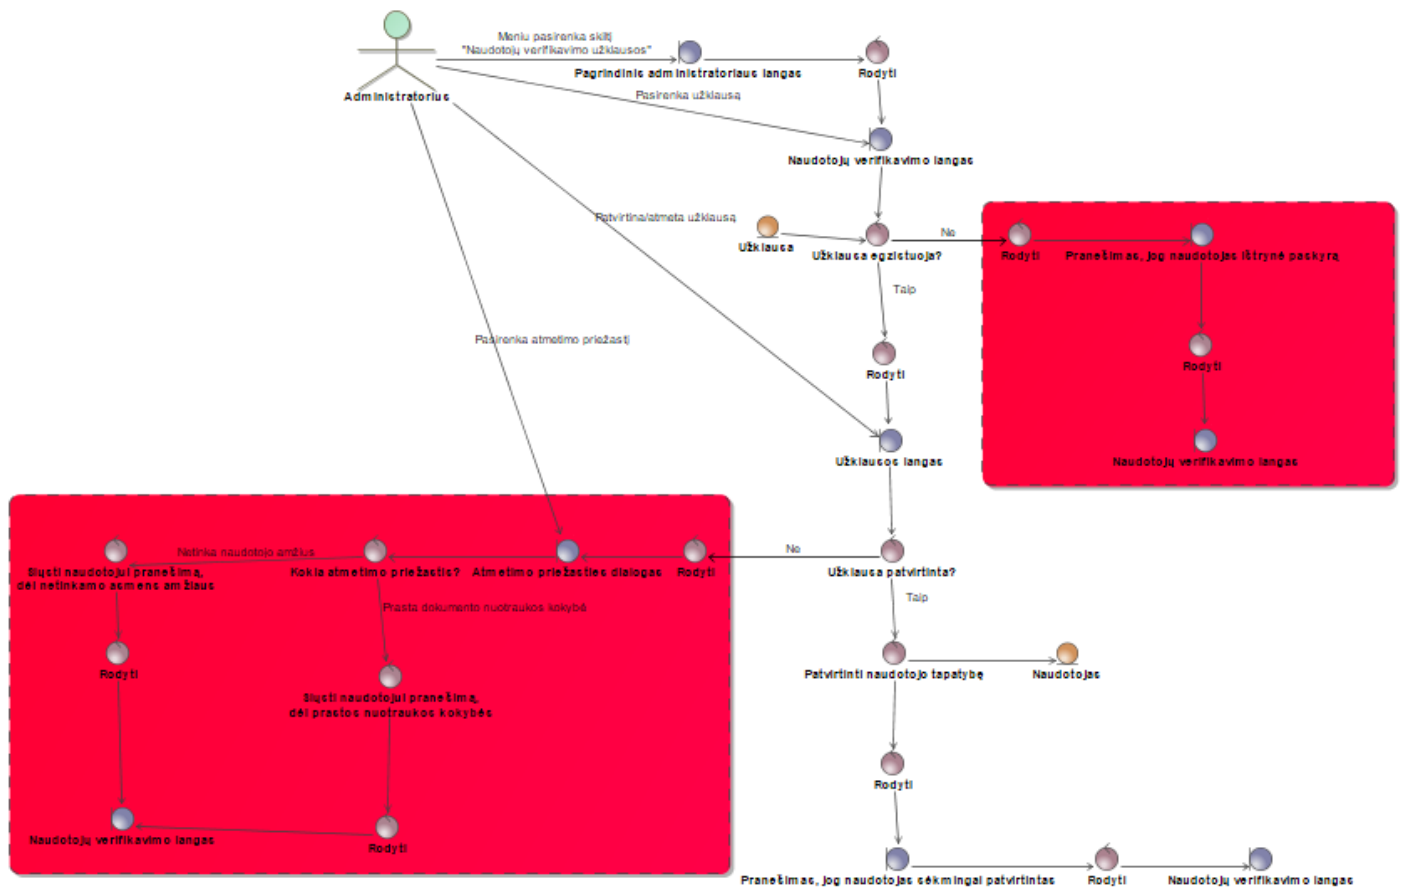 Meniu pasirenka skiltį
"Naudotojų verifikavimo užklausos"
Pagrindinis administratoriaus langas
Rodyti
Administratorius
Pasirenka užklausą
Naudotojų verifikavimo langas
Patvirtina/atmeta užklausą
Užklausa
Užklausa egzistuoja?
Ne
Rodyti
Pranešimas, jog naudotojas ištrynė paskyrą
Taip
Pasirenka atmetimo priežastį
Rodyti
Rodyti
Užklausos langas
Naudotojų verifikavimo langas
Netinka naudotojo amžius
Ne
Siųsti naudotojui pranešimą,
dėl netinkamo asmens amžiaus
Kokia atmetimo priežastis?
Atmetimo priežasties dialogas
Rodyti
Užklausa patvirtinta?
Taip
Prasta dokumento nuotraukos kokybė
Rodyti
Patvirtinti naudotojo tapatybę
Naudotojas
Siųsti naudotojui pranešimą,
dėl prastos nuotraukos kokybės
Rodyti
Naudotojų verifikavimo langas
Rodyti
Pranešimas, jog naudotojas sėkmingai patvirtintas
Rodyti
Naudotojų verifikavimo langas